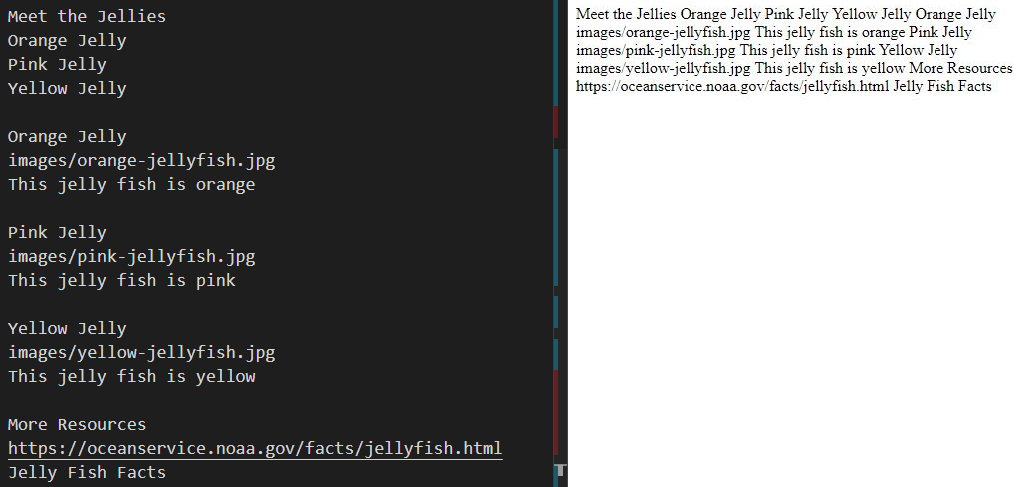 Meet the Jellies
Orange Jelly
Pink Jelly
Yellow Jelly
Orange Jelly
images/orange-jellyfish.jpg
This jelly fish is orange
Pink Jelly
images/pink-jellyfish.jpg
This jelly fish is pink
Yellow Jelly
images/yellow-jellyfish.jpg
This jelly fish is yellow
More Resources
https://oceanservice.noaa.gov/facts/jellyfish.html
Jelly Fish Facts
Meet the Jellies Orange Jelly Pink Jelly Yellow Jelly Orange Jelly
images/orange-jellyfish.jpg This jelly fish is orange Pink Jelly
images/pink-jellyfish.jpg This jelly fish is pink Yellow Jelly
images/yellow-jellyfish.jpg This jelly fish is yellow More Resources
https://oceanservice.noaa.gov/facts/jellyfish.html Jelly Fish Facts